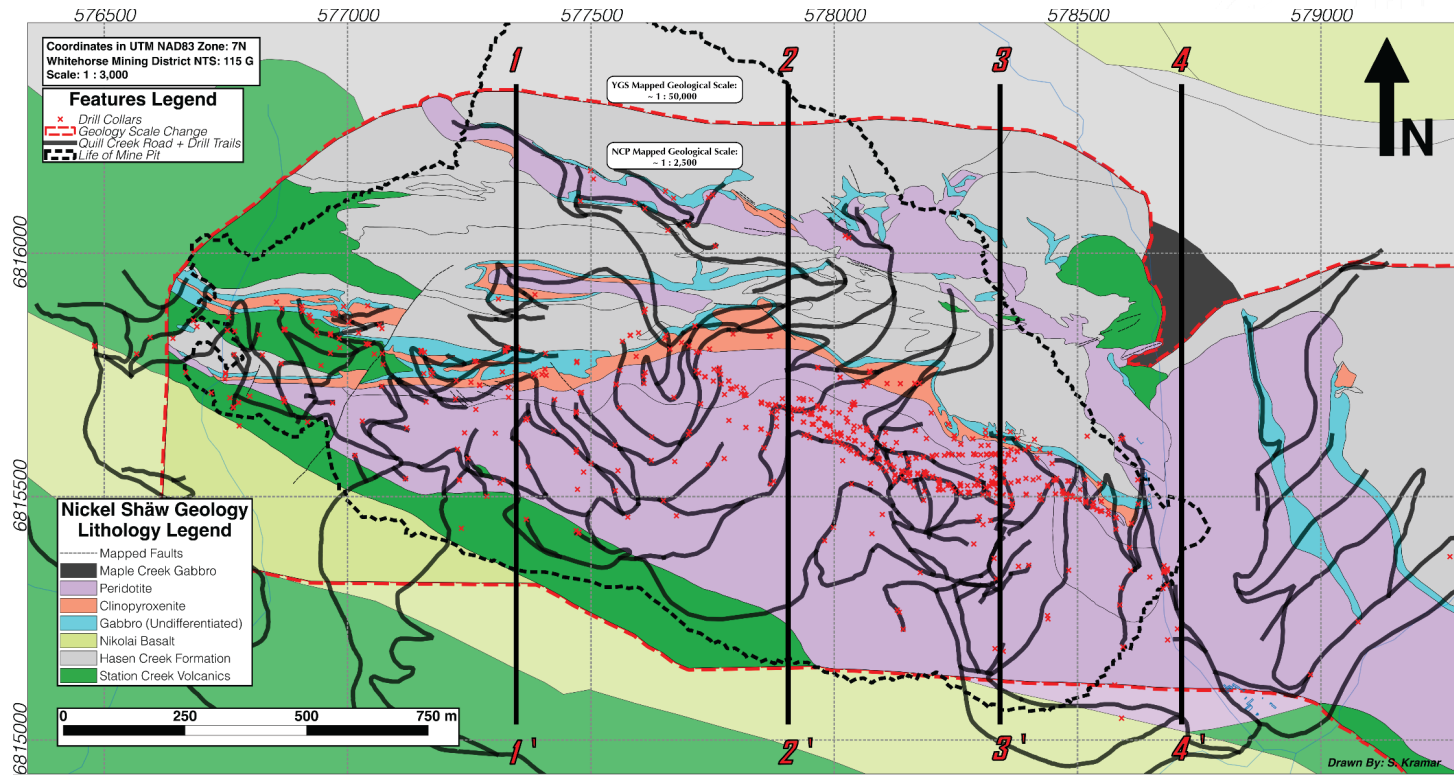 576500
577000
577500
578000
578500
579000
Coordinates in UTM NAD83 Zone: 7N
Whitehorse Mining District NTS: 115 G
Scale: 1 : 3,000
Features Legend
Drill Collars
Geology Scale Change
Quill Creek Road + Drill Trails
Life of Mine Pit
1
2
3
4
YGS Mapped Geological Scale:
~ 1 : 50,000
NCP Mapped Geological Scale:
~ 1 : 2,500
N
6816000
6815500
6815000
Nickel Shäw Geology
Lithology Legend
Mapped Faults
Maple Creek Gabbro
Peridotite
Clinopyroxenite
Gabbro (Undifferentiated)
Nikolai Basalt
Hasen Creek Formation
Station Creek Volcanics
0 250 500 750 m
1'
2'
3'
4'
Drawn By: S. Kramar